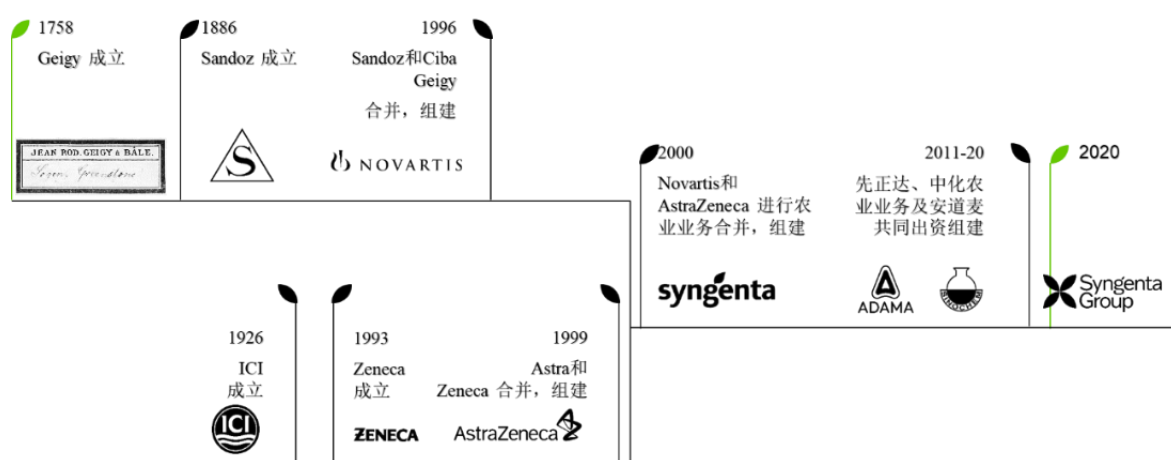 1758
Geigy 成立
JEAN ROD. GEIGY à BÂLE.
1886
Sandoz 成立
S
1996
Sandoz和Ciba
Geigy
合并，组建
NOVARTIS
2000
Novartis和
AstraZeneca 进行农
业业务合并，组建
syngenta
2011-20
先正达、中化农
业业务及安道麦
共同出资组建
ADAMA
SINOCHEM
2020
Syngenta
Group
1926
ICI
成立
ICI
1993
Zeneca
成立
ZENECA
1999
Astra和
Zeneca 合并，组建
AstraZeneca